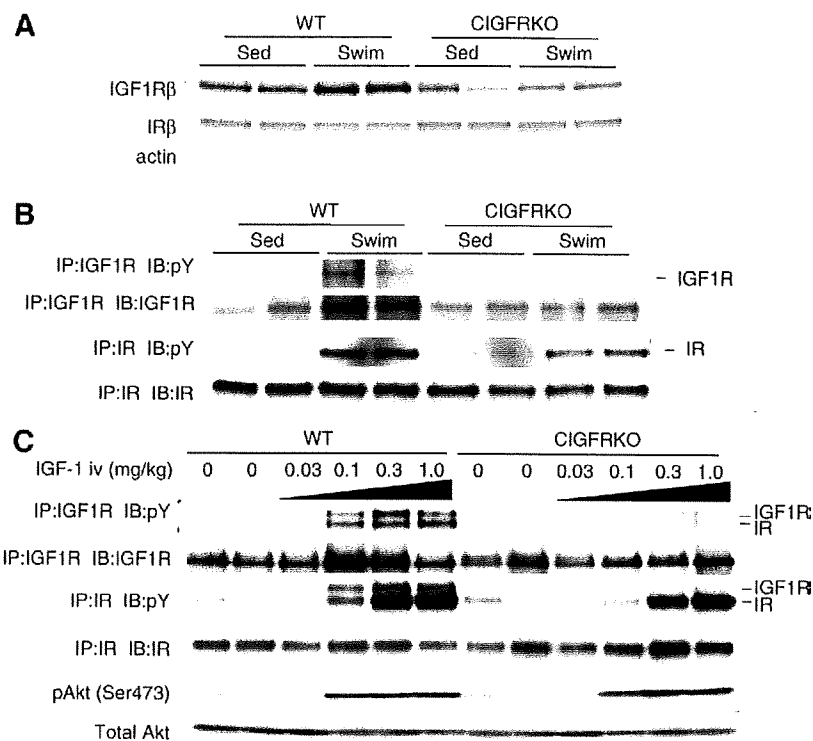 A
WT CIGFRKO
Sed Swim Sed Swim
IGF1Rβ
IRβ
actin
B
WT CIGFRKO
Sed Swim Sed Swim
IP:IGF1R IB:pY - IGF1R
IP:IGF1R IB:IGF1R
IP:IR IB:pY - IR
IP:IR IB:IR
C
WT CIGFRKO
IGF-1 iv (mg/kg) 0 0 0.03 0.1 0.3 1.0 0 0 0.03 0.1 0.3 1.0
IP:IGF1R IB:pY -IGF1R
-IR
IP:IGF1R IB:IGF1R
-IGF1R
IP:IR IB:pY -IR
IP:IR IB:IR
pAkt (Ser473)
Total Akt